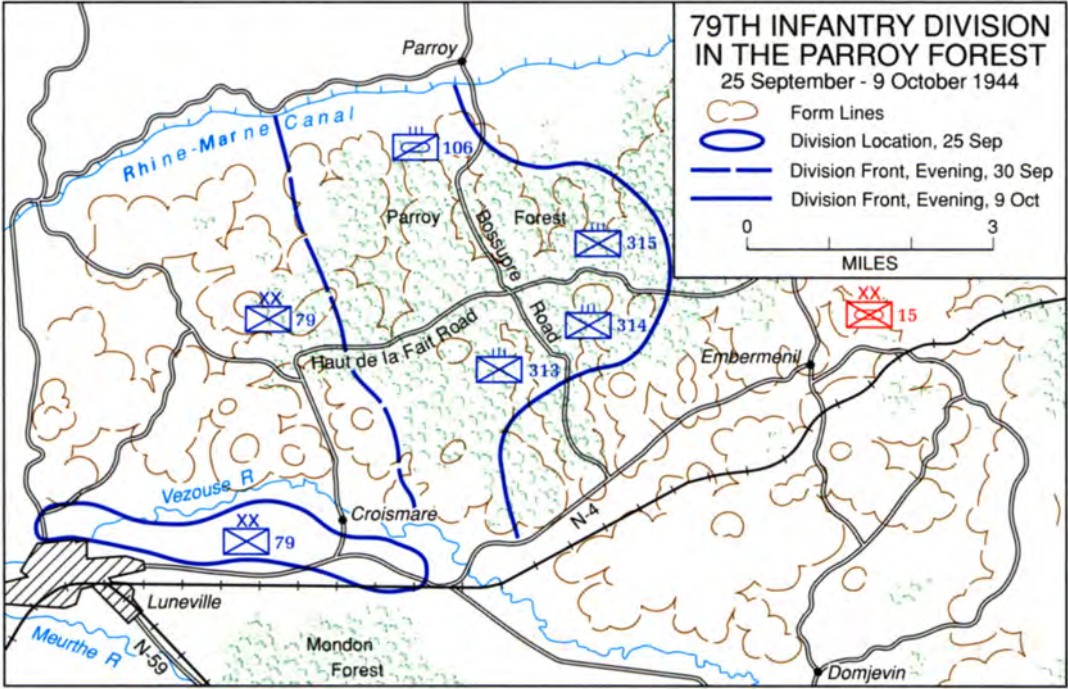 79TH INFANTRY DIVISION
IN THE PARROY FOREST
25 September - 9 October 1944
Form Lines
Division Location, 25 Sep
Division Front, Evening, 30 Sep
Division Front, Evening, 9 Oct
0 3
MILES
Parroy
Rhine-Marne Canal
106
Parroy Forest
Bossupre Road
315
XX
79
314
XX
15
Haut de la Fait Road
313
Embermenil
Vezouse R
Croismare
N-4
XX
79
Luneville
Meurthe R
N-59
Mondon
Forest
Domjevin